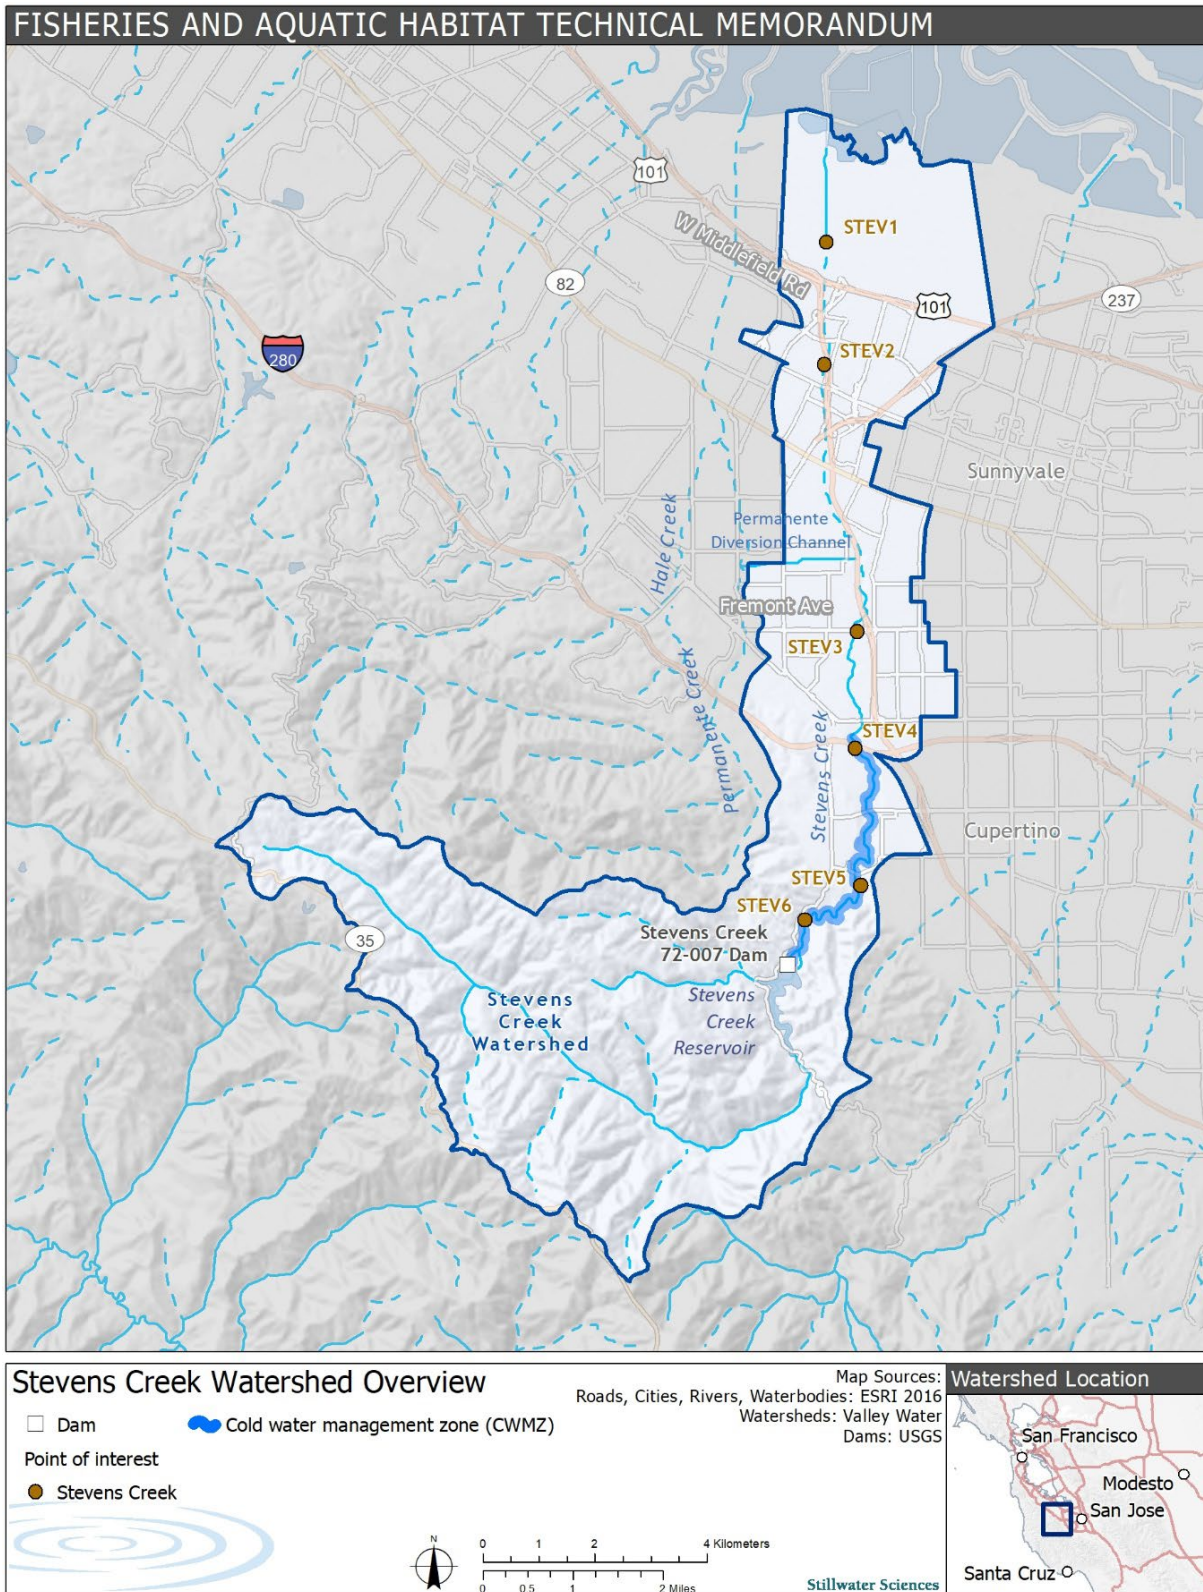 FISHERIES AND AQUATIC HABITAT TECHNICAL MEMORANDUM
101
STEV1
W Middlefield Rd
82
101
237
280
STEV2
Sunnyvale
Hale Creek
Permanente
Diversion Channel
Fremont Ave
STEV3
Permanente Creek
Stevens Creek
STEV4
Cupertino
STEV5
STEV6
Stevens Creek
72-007 Dam
35
Stevens
Creek
Watershed
Stevens
Creek
Reservoir
Stevens Creek Watershed Overview
Dam
Cold water management zone (CWMZ)
Point of interest
Stevens Creek
Map Sources:
Roads, Cities, Rivers, Waterbodies: ESRI 2016
Watersheds: Valley Water
Dams: USGS
N
0 1 2 4 Kilometers
0 0.5 1 2 Miles
Stillwater Sciences
Watershed Location
San Francisco
Modesto
San Jose
Santa Cruz